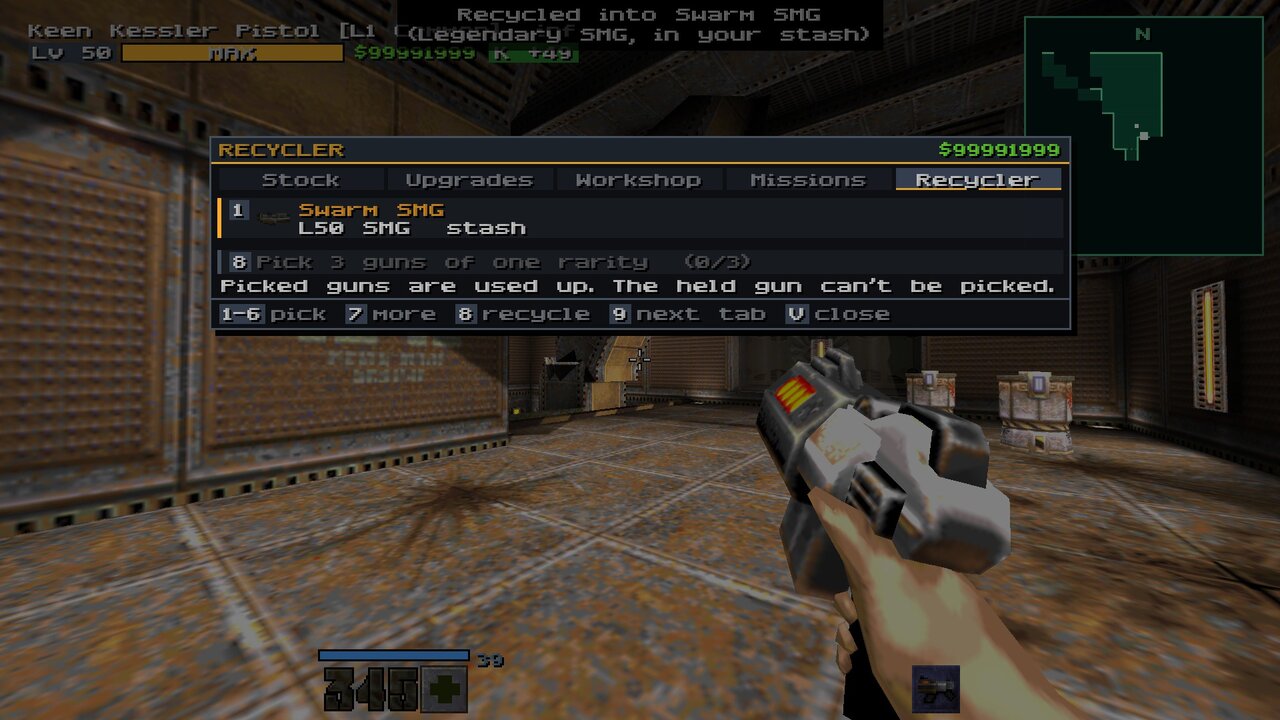 Recycled into Swarm SMG
Keen Kessler Pistol [L1
(Legendary SMG, in your stash)
Lv 50 MAX $99991999 K +49
N
RECYCLER $99991999
Stock Upgrades Workshop Missions Recycler
1 Swarm SMG
L50 SMG stash
8 Pick 3 guns of one rarity (0/3)
Picked guns are used up. The held gun can't be picked.
1-6 pick 7 more 8 recycle 9 next tab V close
39
345